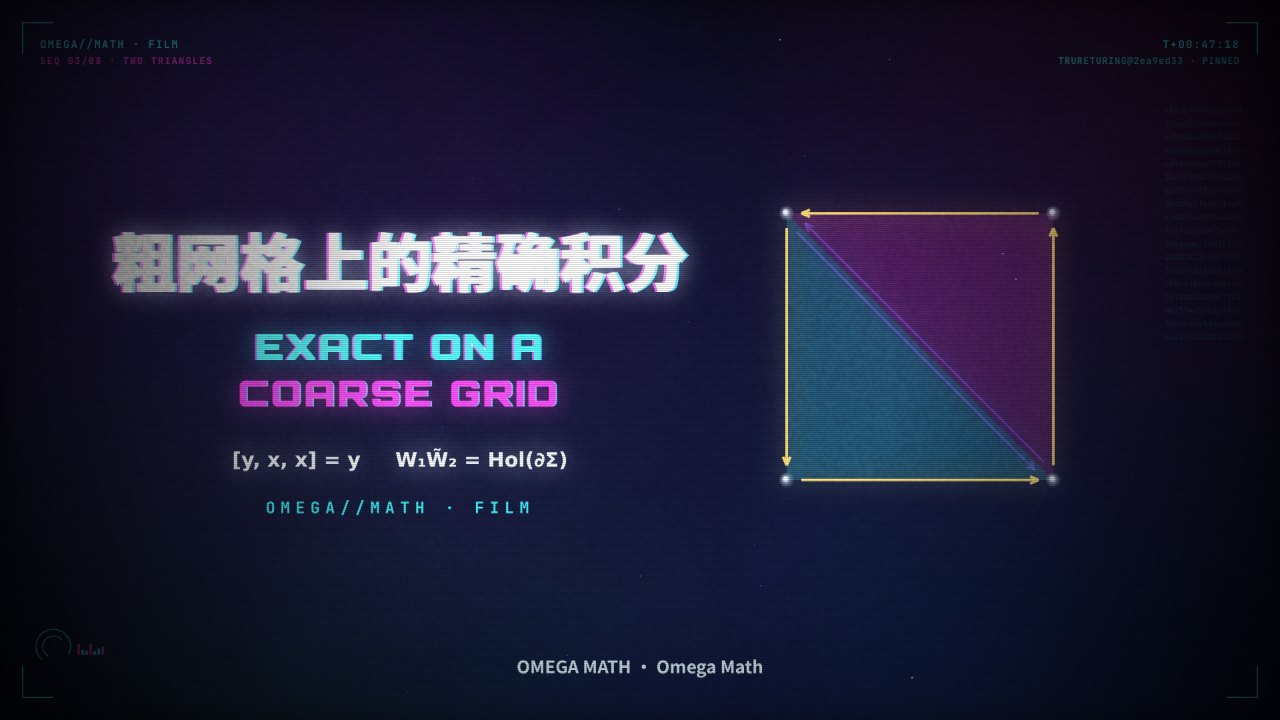 OMEGA//MATH · FILM
SEQ 03/08 · TWO TRIANGLES
T+00:47:18
TRURETURING@2ea9ed33 · PINNED
粗网格上的精确积分
EXACT ON A
COARSE GRID
[y, x, x] = y W₁W̃₂ = Hol(∂Σ)
OMEGA//MATH · FILM
OMEGA MATH • Omega Math